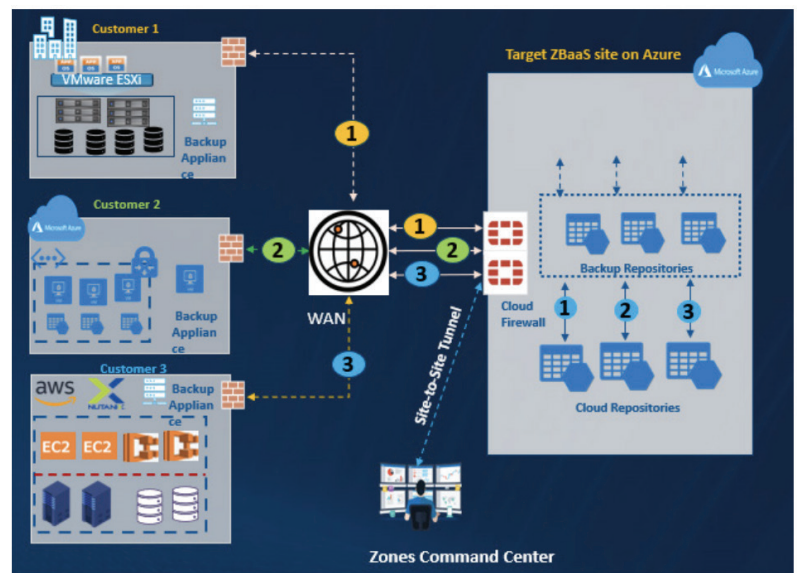 Customer 1
VMware ESXi
Backup
Applian
ce
1
Customer 2
Microsoft Azure
Backup
Applian
ce
2
WAN
Customer 3
aws
NUTANIX
Backup
Applian
ce
EC2
EC2
3
1
2
3
Target ZBaaS site on Azure
Microsoft Azure
Backup Repositories
Cloud
Firewall
1
2
3
Cloud Repositories
Site-to-Site Tunnel
Zones Command Center